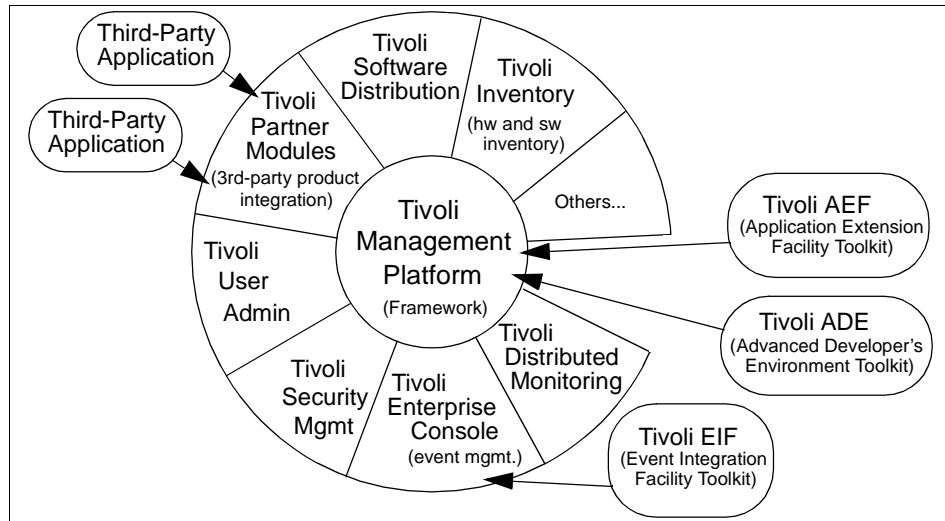 Third-Party
Application
Third-Party
Application
Tivoli
Partner
Modules
(3rd-party product
integration)
Tivoli
Software
Distribution
Tivoli
Inventory
(hw and sw
inventory)
Others...
Tivoli
Management
Platform
(Framework)
Tivoli
User
Admin
Tivoli
Security
Mgmt
Tivoli
Enterprise
Console
(event mgmt.)
Tivoli
Distributed
Monitoring
Tivoli AEF
(Application Extension
Facility Toolkit)
Tivoli ADE
(Advanced Developer's
Environment Toolkit)
Tivoli EIF
(Event Integration
Facility Toolkit)